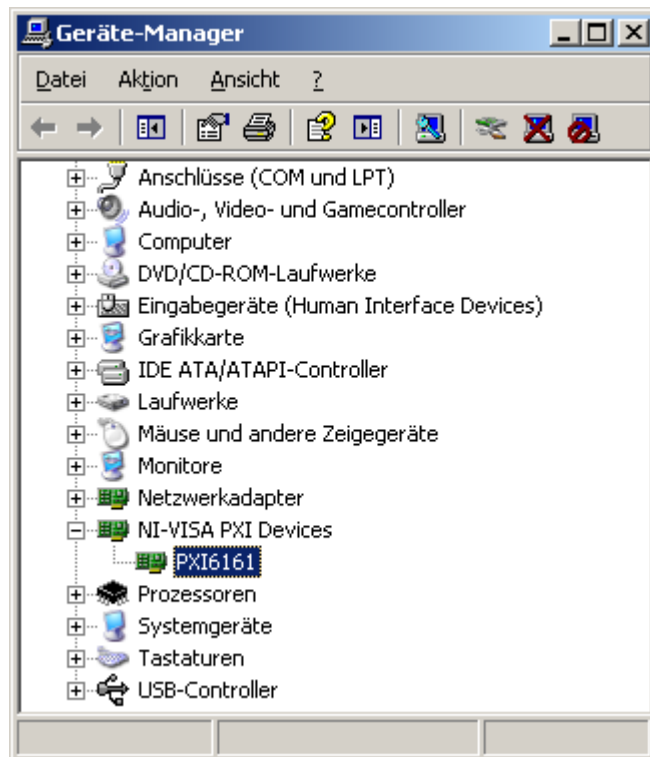 Geräte-Manager
Datei Aktion Ansicht ?
Anschlüsse (COM und LPT)
Audio-, Video- und Gamecontroller
Computer
DVD/CD-ROM-Laufwerke
Eingabegeräte (Human Interface Devices)
Grafikkarte
IDE ATA/ATAPI-Controller
Laufwerke
Mäuse und andere Zeigegeräte
Monitore
Netzwerkadapter
NI-VISA PXI Devices
PXI6161
Prozessoren
Systemgeräte
Tastaturen
USB-Controller